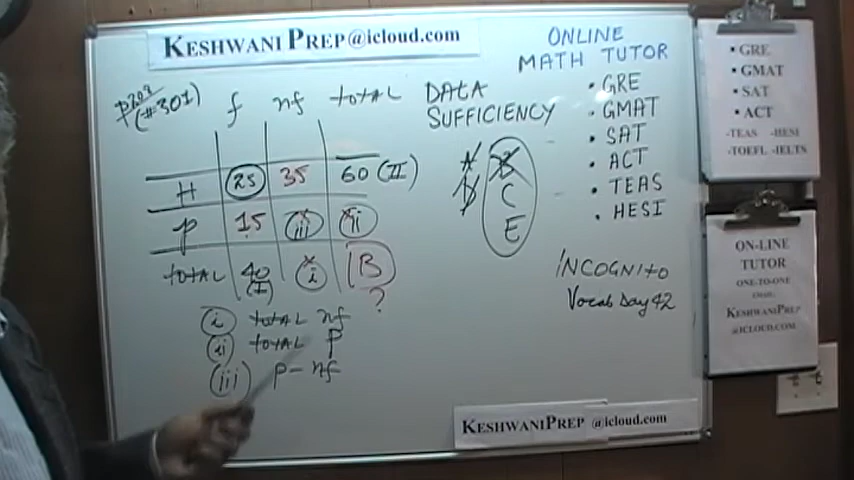 KESHWANI PREP@icloud.com
p202
(#301)
f nf total
H 25 35 60 (II)
P 15 iii ii
total 40 i B
(I)
?
i total nf
ii total P
(iii) P - nf
DATA
SUFFICIENCY
A B
D C
E
ONLINE
MATH TUTOR
• GRE
• GMAT
• SAT
• ACT
• TEAS
• HESI
INCOGNITO
Vocab Day 42
KESHWANIPREP @icloud.com
▪ GRE
▪ GMAT
▪ SAT
▪ ACT
-TEAS -HESI
-TOEFL -IELTS
ON-LINE
TUTOR
ONE-TO-ONE
KESHWANIPREP
@ICLOUD.COM